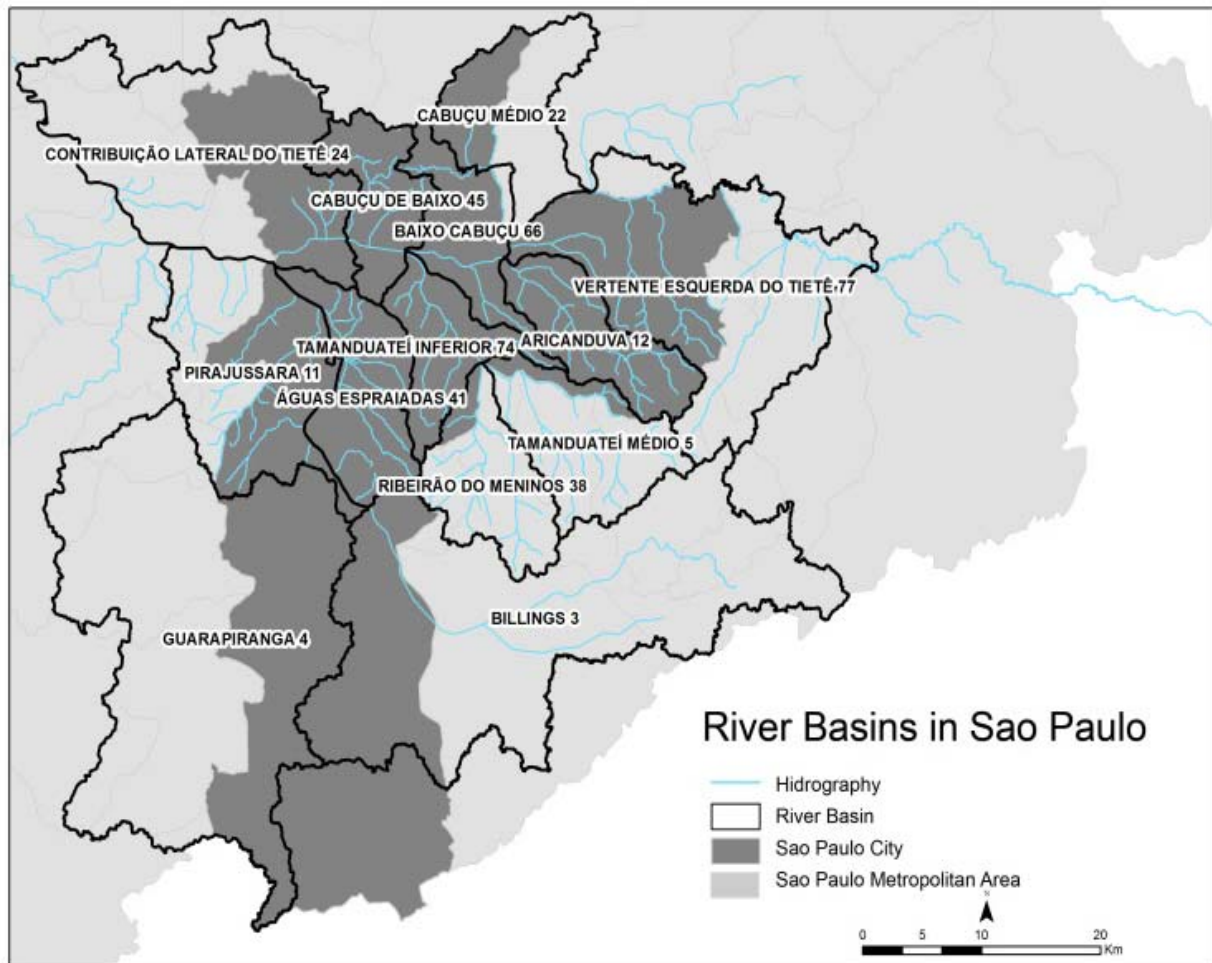 CABUÇU MÉDIO 22
CONTRIBUIÇÃO LATERAL DO TIETÊ 24
CABUÇU DE BAIXO 45
BAIXO CABUÇU 66
VERTENTE ESQUERDA DO TIETÊ 77
ARICANDUVA 12
TAMANDUATEÍ INFERIOR 74
PIRAJUSSARA 11
ÁGUAS ESPRAIADAS 41
TAMANDUATEÍ MÉDIO 5
RIBEIRÃO DO MENINOS 38
BILLINGS 3
GUARAPIRANGA 4
River Basins in Sao Paulo
Hidrography
River Basin
Sao Paulo City
Sao Paulo Metropolitan Area
N
0 5 10 20
Km